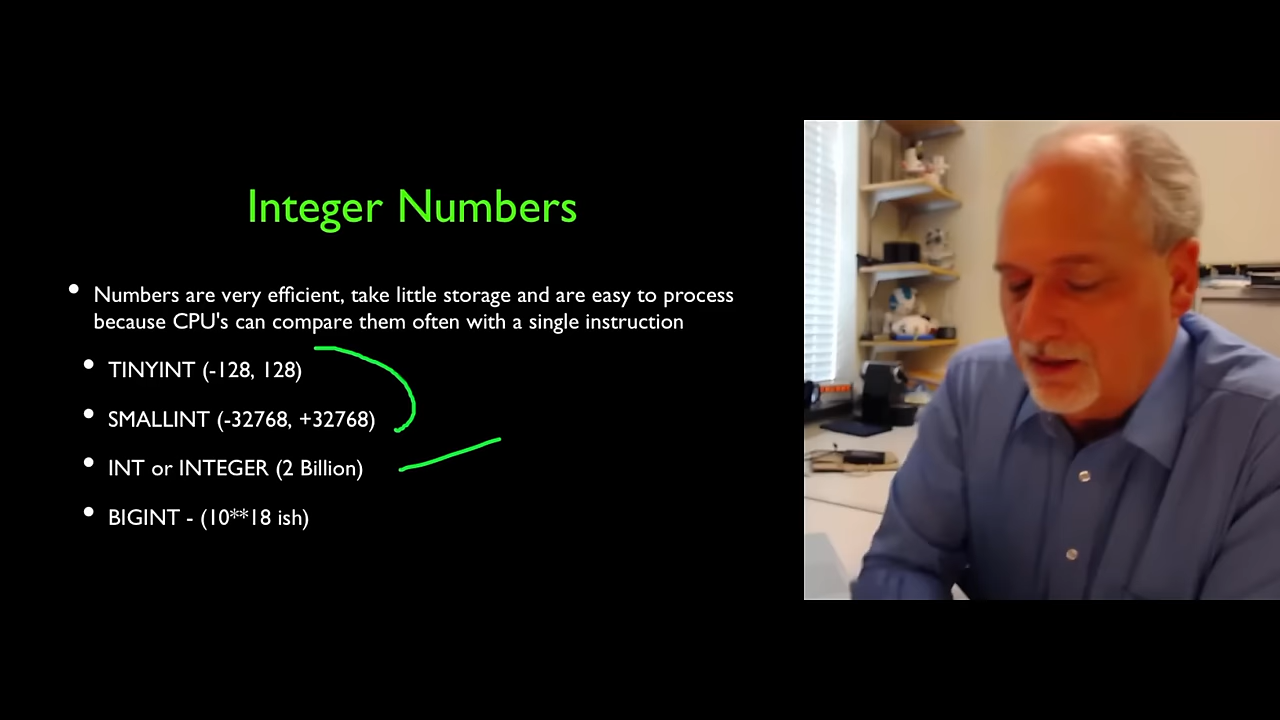 Integer Numbers
• Numbers are very efficient, take little storage and are easy to process
because CPU's can compare them often with a single instruction
• TINYINT (-128, 128)
• SMALLINT (-32768, +32768)
• INT or INTEGER (2 Billion)
• BIGINT - (10**18 ish)